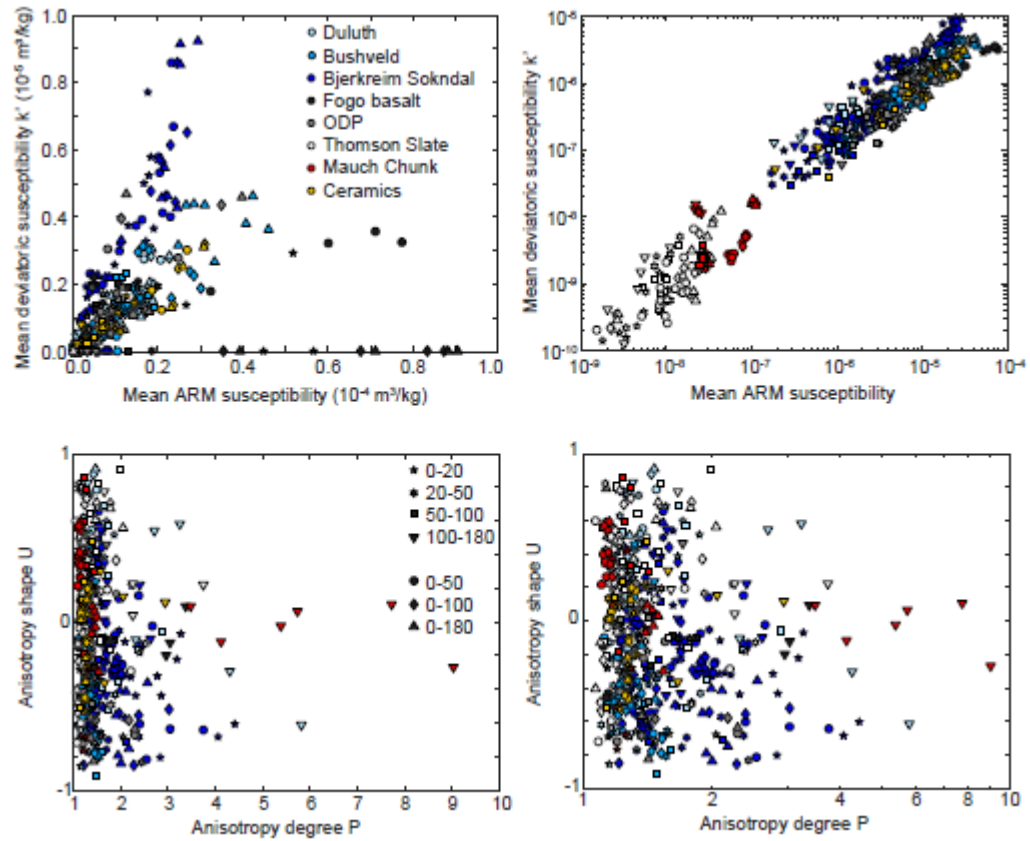 1.0
0.8
0.6
0.4
0.2
0.0
Mean deviatoric susceptibility k' (10⁻⁵ m³/kg)
Duluth
Bushveld
Bjerkreim Sokndal
Fogo basalt
ODP
Thomson Slate
Mauch Chunk
Ceramics
0.0 0.2 0.4 0.6 0.8 1.0
Mean ARM susceptibility (10⁻⁴ m³/kg)
10⁻⁵
10⁻⁶
10⁻⁷
10⁻⁸
10⁻⁹
10⁻¹⁰
Mean deviatoric susceptibility k'
10⁻⁹ 10⁻⁸ 10⁻⁷ 10⁻⁶ 10⁻⁵ 10⁻⁴
Mean ARM susceptibility
1
0
-1
Anisotropy shape U
0-20
20-50
50-100
100-180
0-50
0-100
0-180
1 2 3 4 5 6 7 8 9 10
Anisotropy degree P
1
0
-1
Anisotropy shape U
1 2 4 6 8 10
Anisotropy degree P